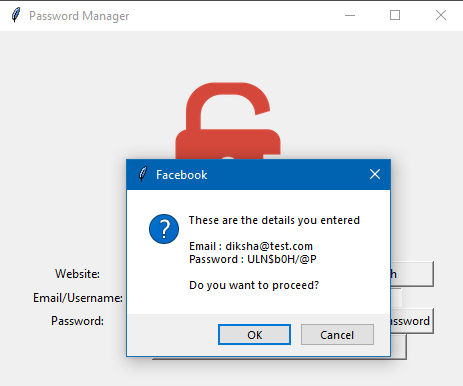 Password Manager
Facebook
These are the details you entered
Email : diksha@test.com
Password : ULN$b0H/@P
Do you want to proceed?
OK Cancel
Website:
Email/Username:
Password: